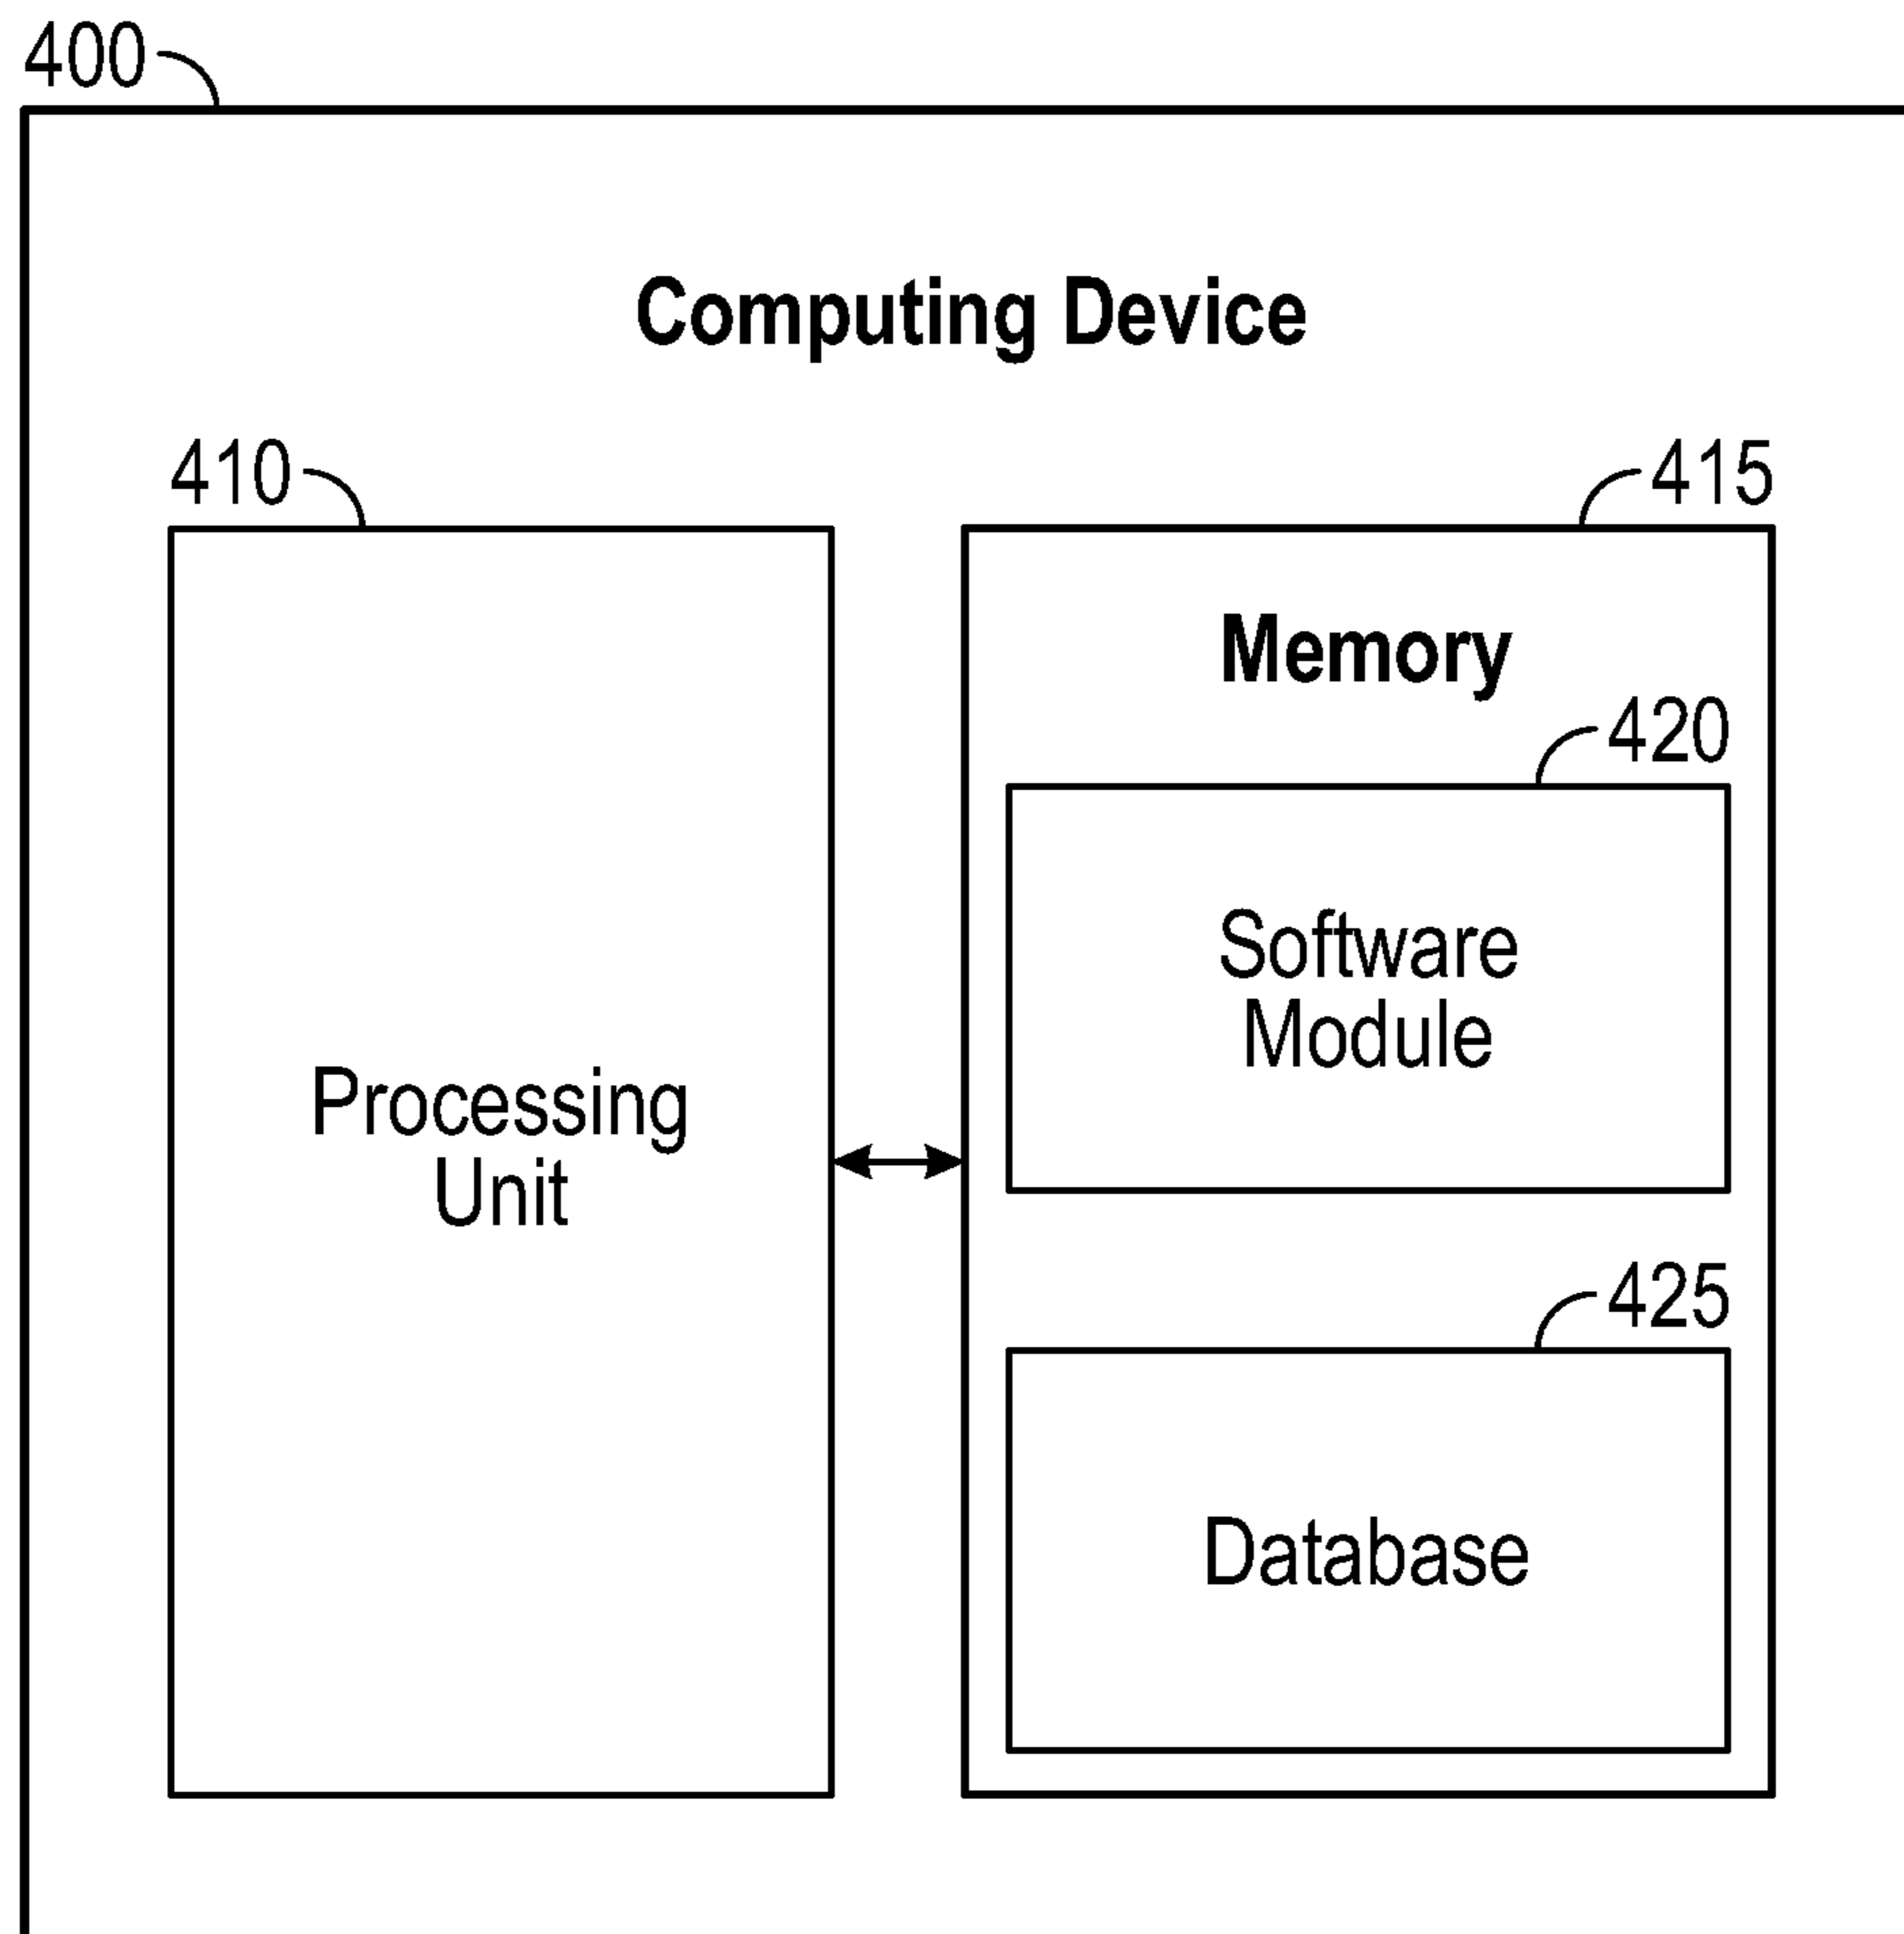 400
Computing Device
410
415
Memory
420
Software
Module
Processing
Unit
425
Database